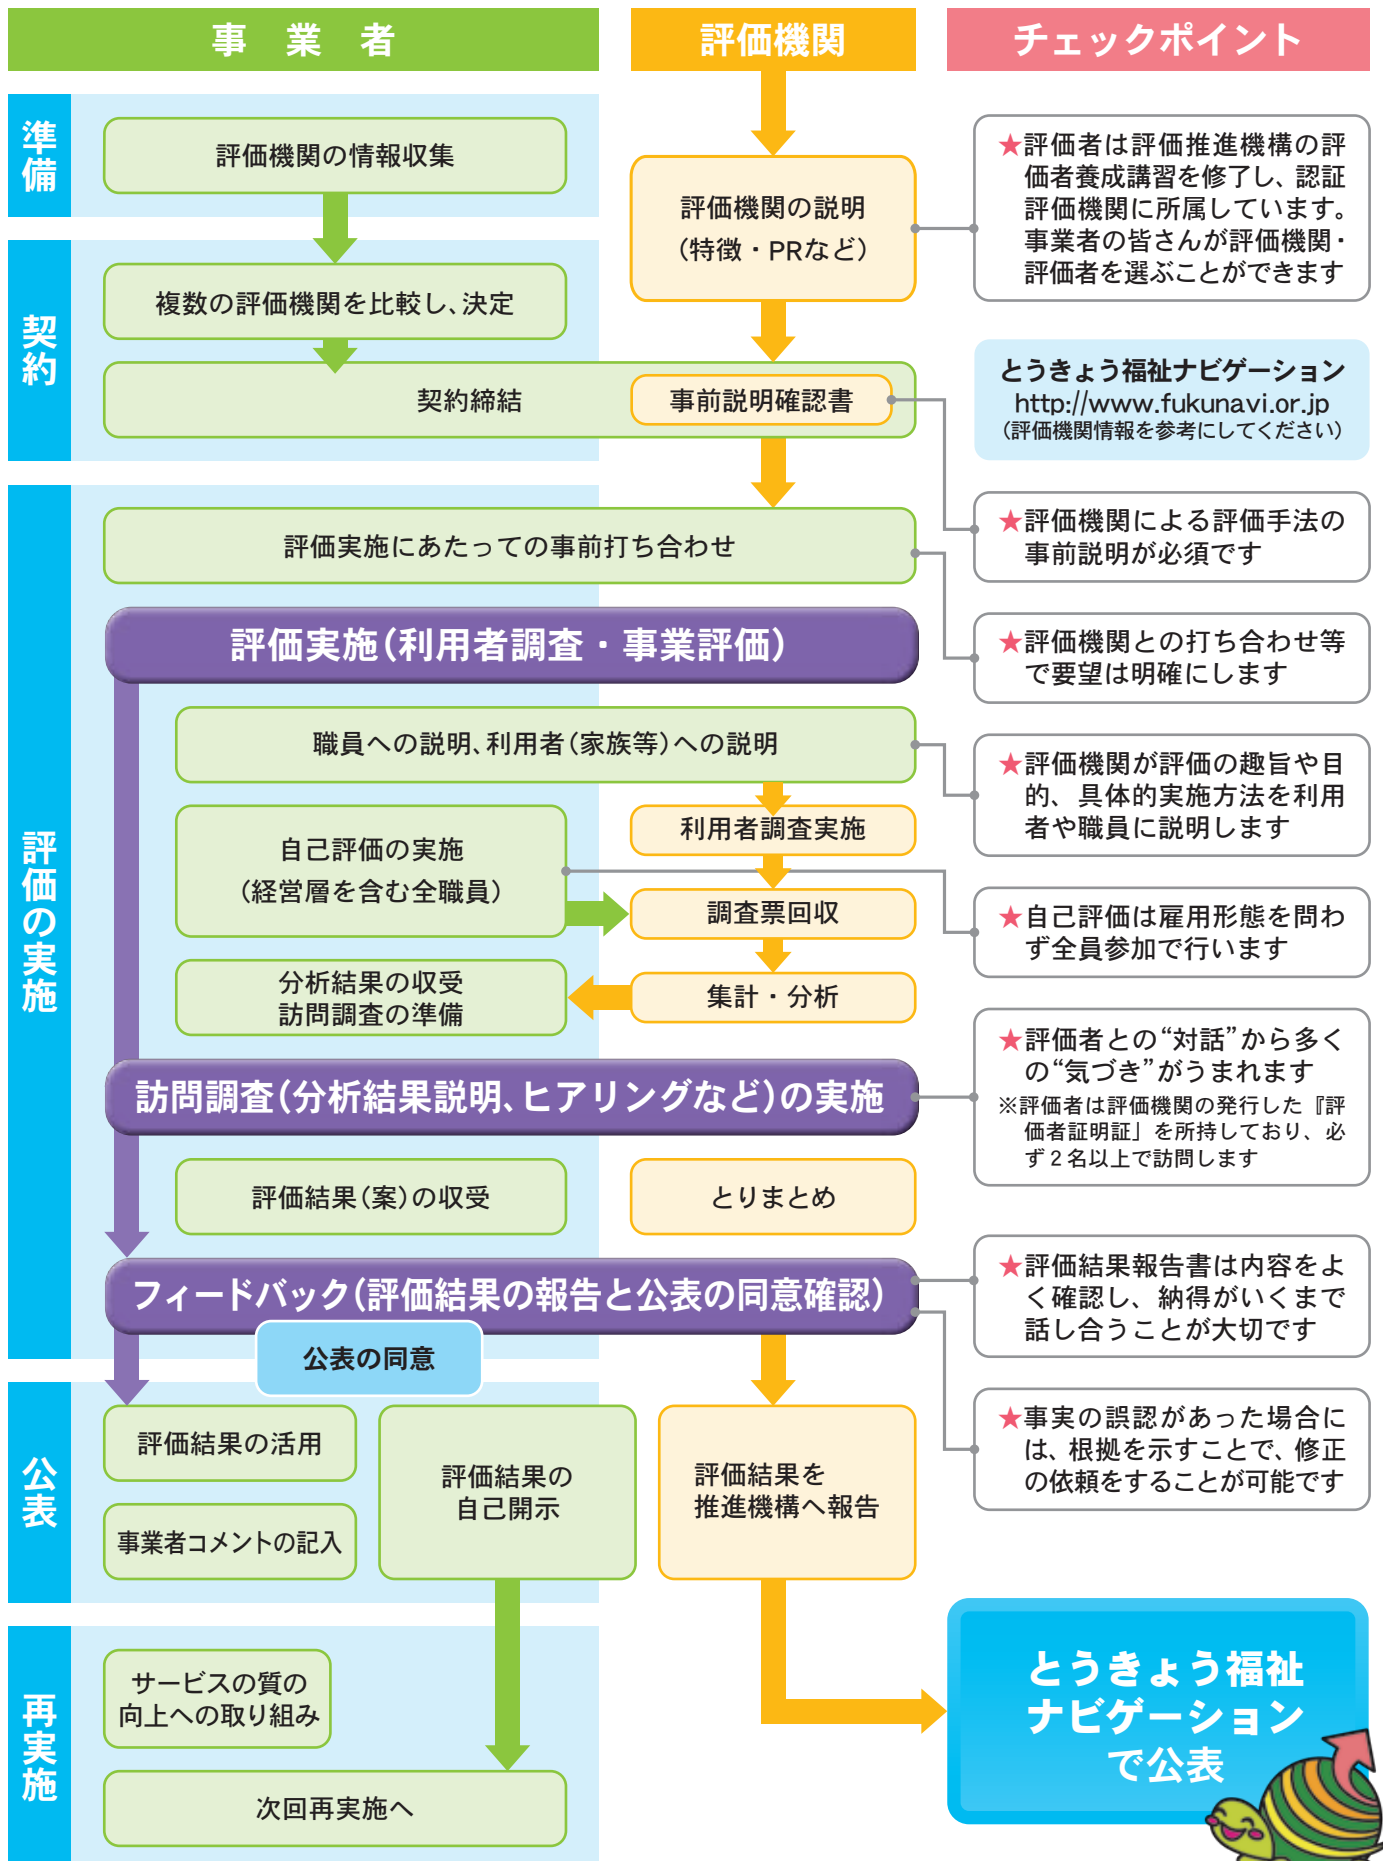 事業者
評価機関
チェックポイント
準備
評価機関の情報収集
評価機関の説明
（特徴・PRなど）
★評価者は評価推進機構の評
価者養成講習を修了し、認証
評価機関に所属しています。
事業者の皆さんが評価機関・
評価者を選ぶことができます
契約
複数の評価機関を比較し、決定
契約締結
事前説明確認書
とうきょう福祉ナビゲーション
http://www.fukunavi.or.jp
（評価機関情報を参考にしてください）
★評価機関による評価手法の
事前説明が必須です
評価の実施
評価実施にあたっての事前打ち合わせ
★評価機関との打ち合わせ等
で要望は明確にします
評価実施（利用者調査・事業評価）
職員への説明、利用者（家族等）への説明
★評価機関が評価の趣旨や目
的、具体的実施方法を利用
者や職員に説明します
自己評価の実施
（経営層を含む全職員）
利用者調査実施
調査票回収
★自己評価は雇用形態を問わ
ず全員参加で行います
分析結果の収受
訪問調査の準備
集計・分析
訪問調査（分析結果説明、ヒアリングなど）の実施
★評価者との“対話”から多く
の“気づき”がうまれます
※評価者は評価機関の発行した『評
価者証明証」を所持しており、必
ず２名以上で訪問します
評価結果（案）の収受
とりまとめ
フィードバック（評価結果の報告と公表の同意確認）
★評価結果報告書は内容をよ
く確認し、納得がいくまで
話し合うことが大切です
公表の同意
★事実の誤認があった場合に
は、根拠を示すことで、修正
の依頼をすることが可能です
公表
評価結果の活用
事業者コメントの記入
評価結果の
自己開示
評価結果を
推進機構へ報告
再実施
サービスの質の
向上への取り組み
次回再実施へ
とうきょう福祉
ナビゲーション
で公表